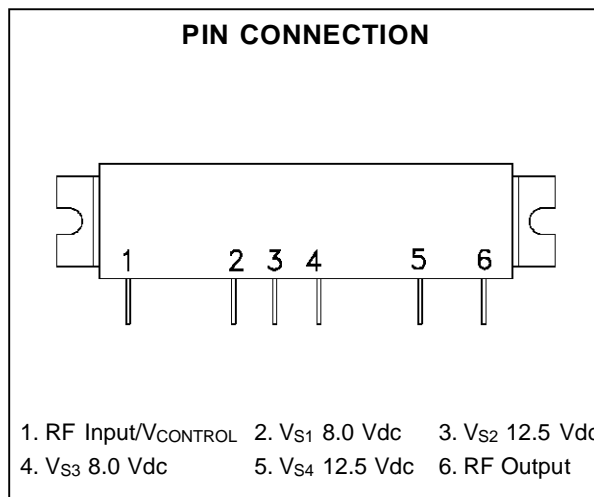 PIN CONNECTION
1 2 3 4 5 6
1. RF Input/VCONTROL 2. VS1 8.0 Vdc 3. VS2 12.5 Vdc
4. VS3 8.0 Vdc 5. VS4 12.5 Vdc 6. RF Output